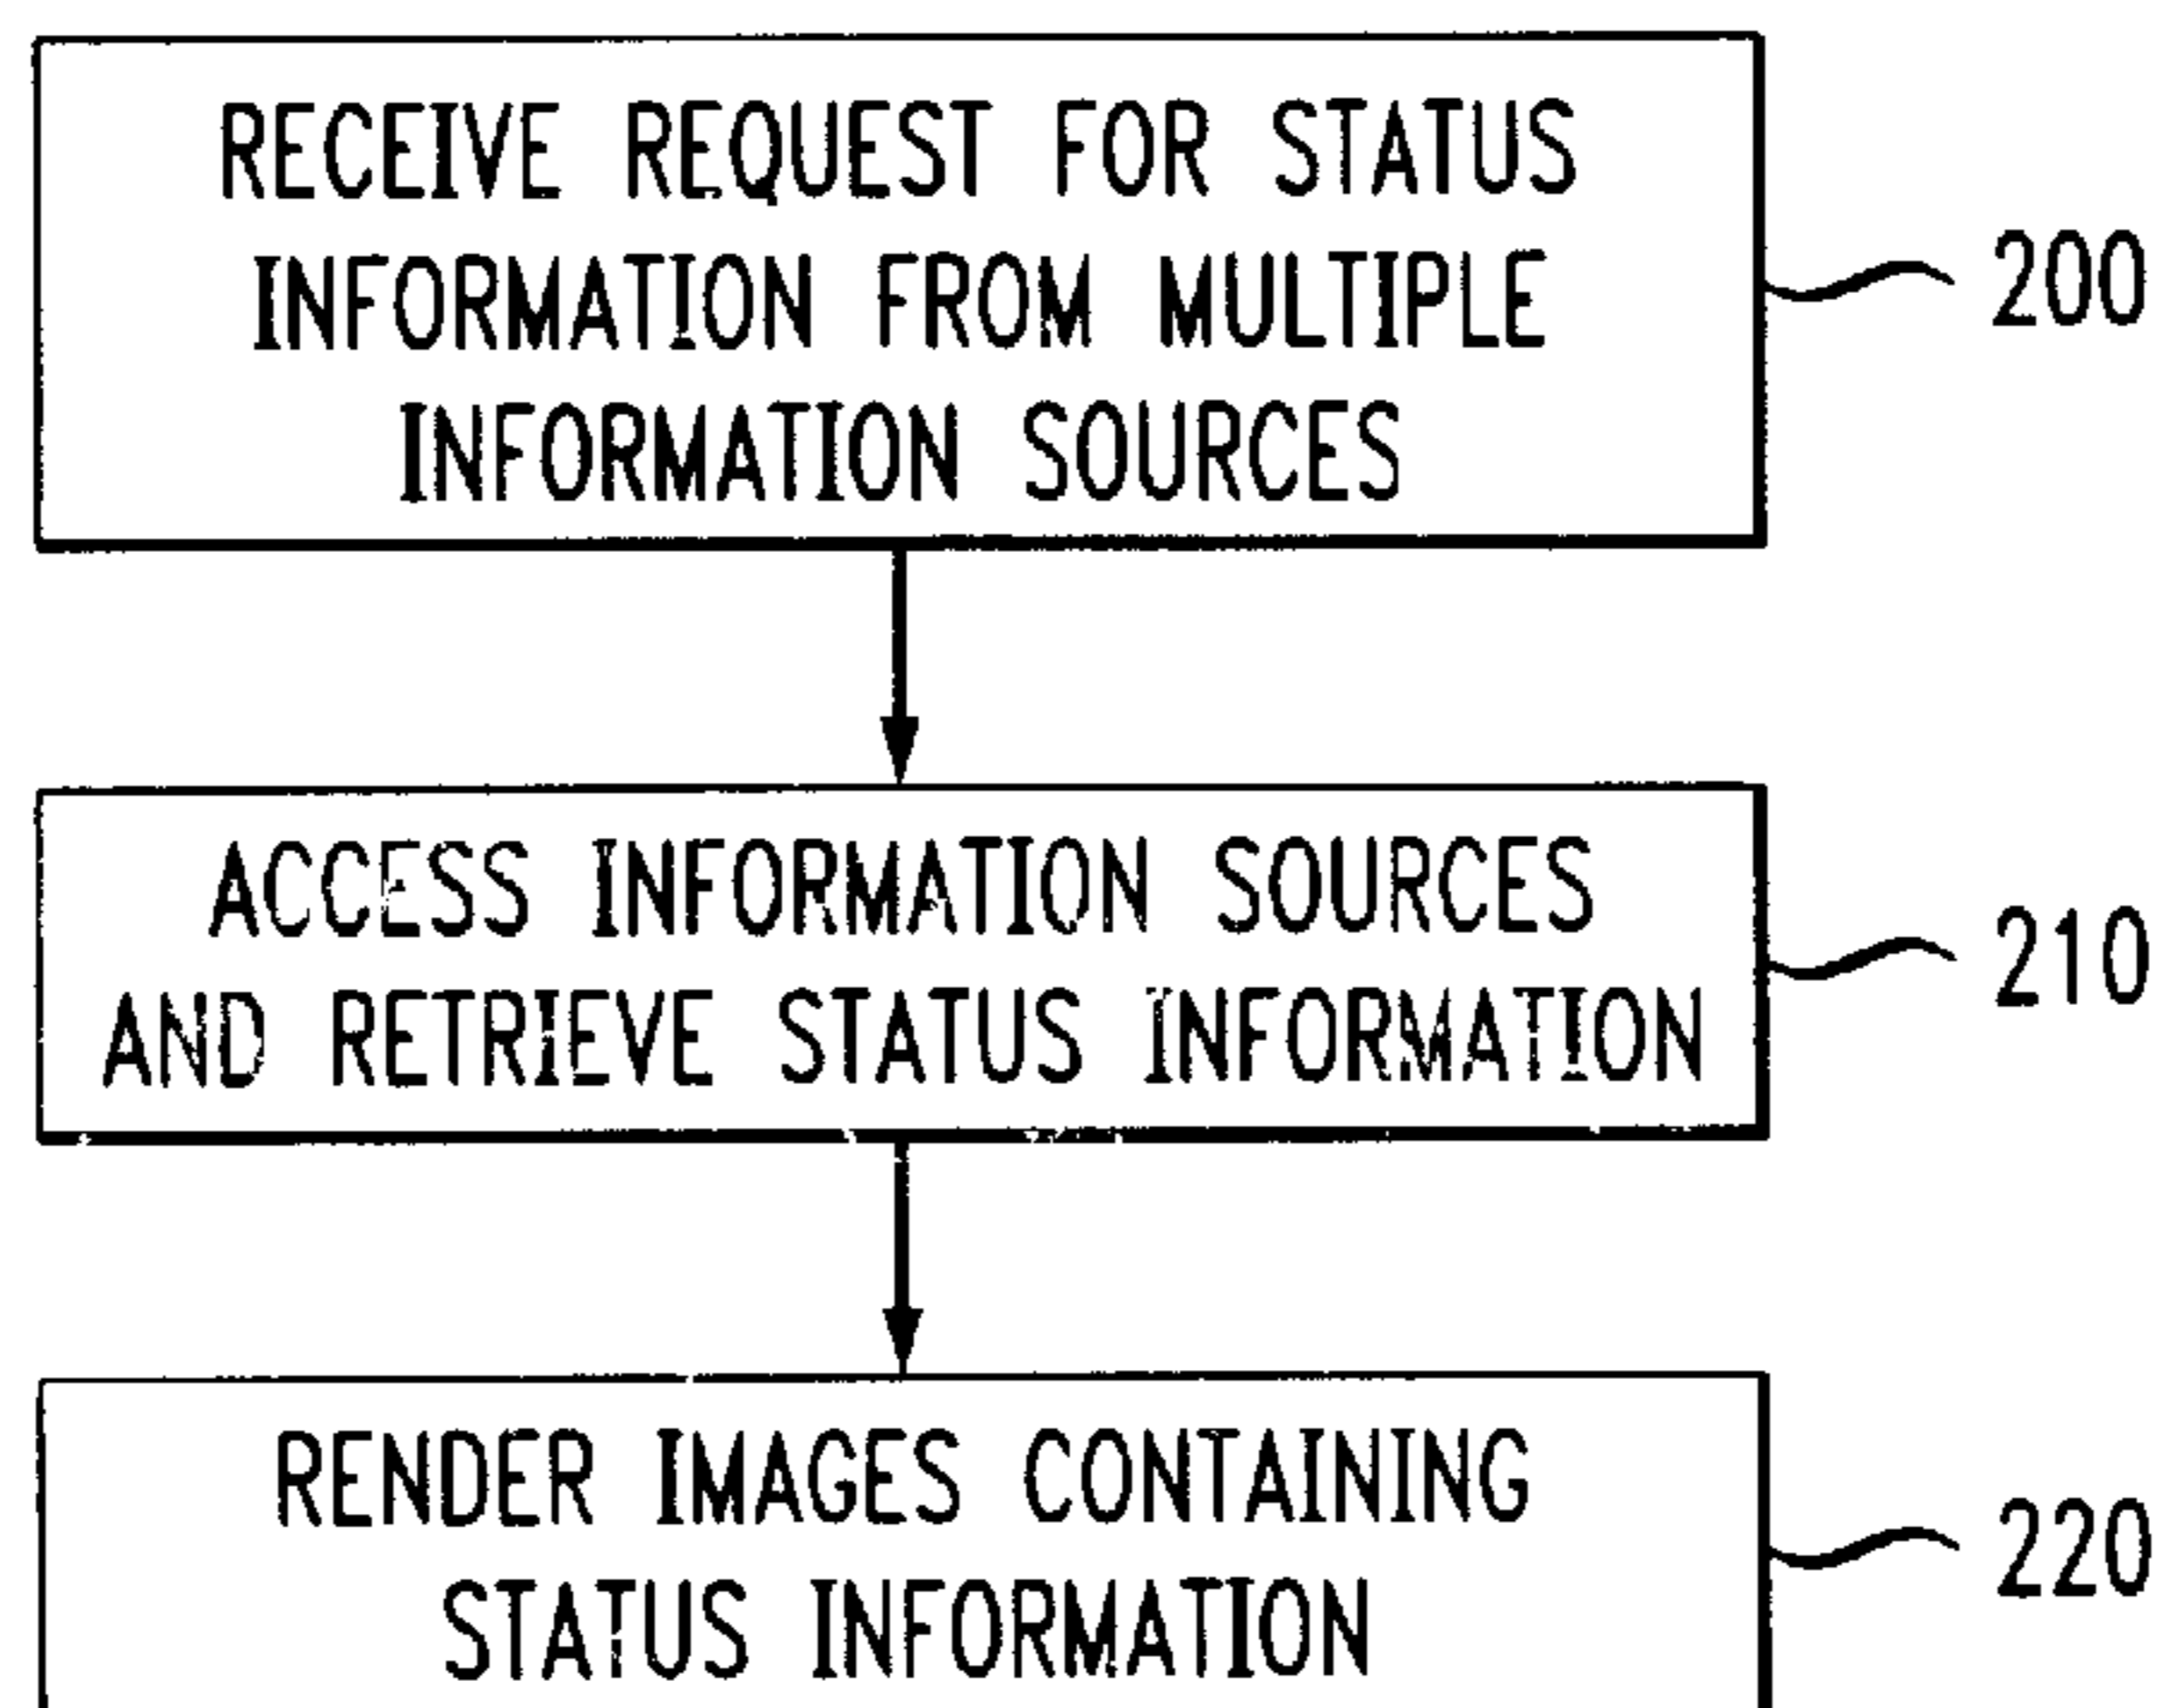 RECEIVE REQUEST FOR STATUS
INFORMATION FROM MULTIPLE
INFORMATION SOURCES
200
ACCESS INFORMATION SOURCES
AND RETRIEVE STATUS INFORMATION
210
RENDER IMAGES CONTAINING
STATUS INFORMATION
220